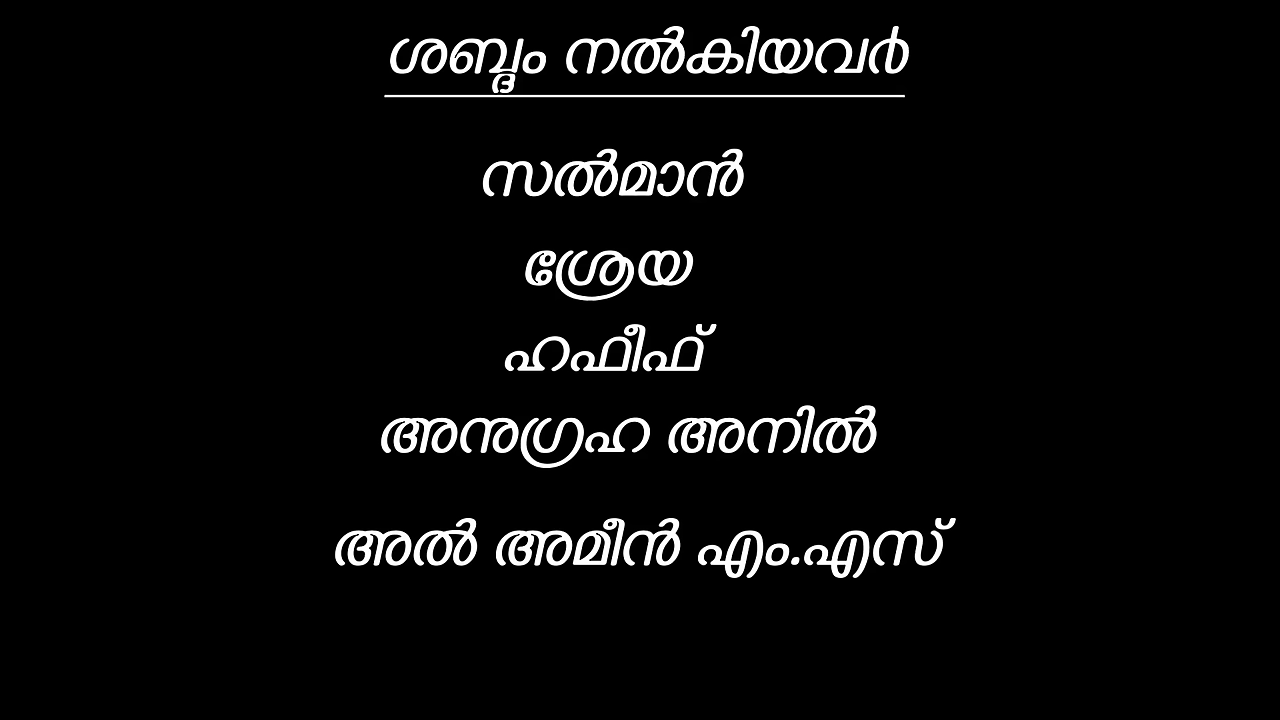 ശബ്ദം നൽകിയവർ
സൽമാൻ
ശ്രേയ
ഹഫീഫ്
അനുഗ്രഹ അനിൽ
അൽ അമീൻ എം.എസ്